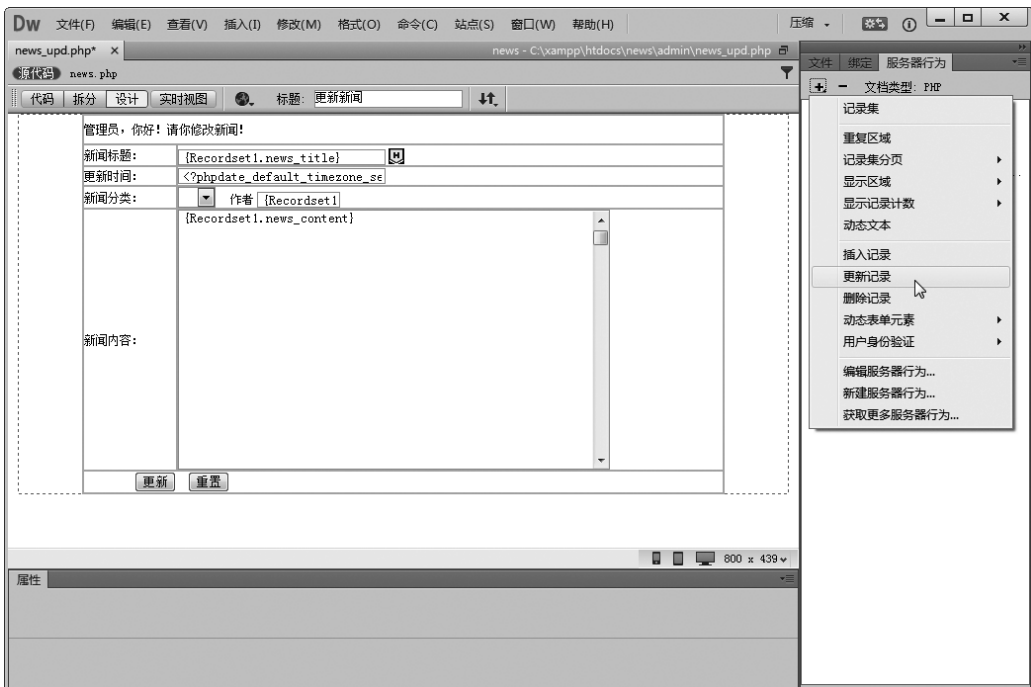 Dw 文件(F) 编辑(E) 查看(V) 插入(I) 修改(M) 格式(O) 命令(C) 站点(S) 窗口(W) 帮助(H) 压缩
news_upd.php* × news - C:\xampp\htdocs\news\admin\news_upd.php
源代码 news.php
代码 拆分 设计 实时视图 标题: 更新新闻
管理员，你好！请你修改新闻！
新闻标题： {Recordset1.news_title}
更新时间： <?phpdate_default_timezone_se
新闻分类： 作者 {Recordset1
{Recordset1.news_content}
新闻内容：
更新 重置
800 x 439
属性
文件 绑定 服务器行为
文档类型: PHP
记录集
重复区域
记录集分页
显示区域
显示记录计数
动态文本
插入记录
更新记录
删除记录
动态表单元素
用户身份验证
编辑服务器行为...
新建服务器行为...
获取更多服务器行为...